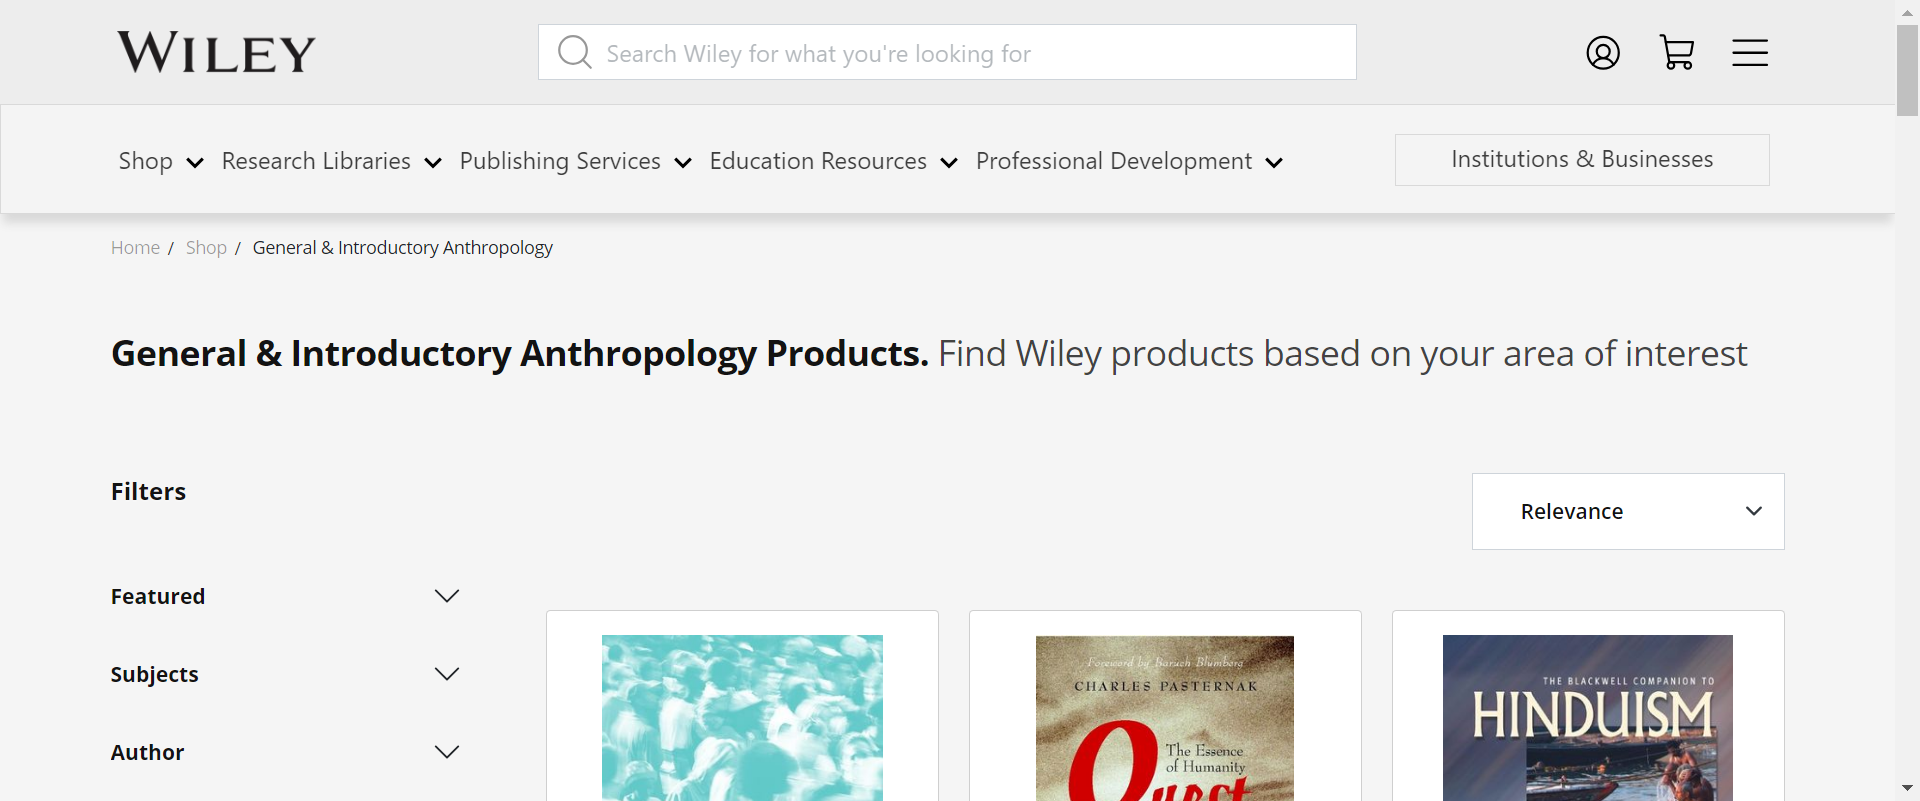 WILEY
Search Wiley for what you're looking for
Shop Research Libraries Publishing Services Education Resources Professional Development Institutions & Businesses
Home / Shop / General & Introductory Anthropology
General & Introductory Anthropology Products. Find Wiley products based on your area of interest
Filters
Relevance
Featured
Subjects
Author
Foreword by Baruch Blumberg
CHARLES PASTERNAK
Quest
The Essence
of Humanity
THE BLACKWELL COMPANION TO
HINDUISM